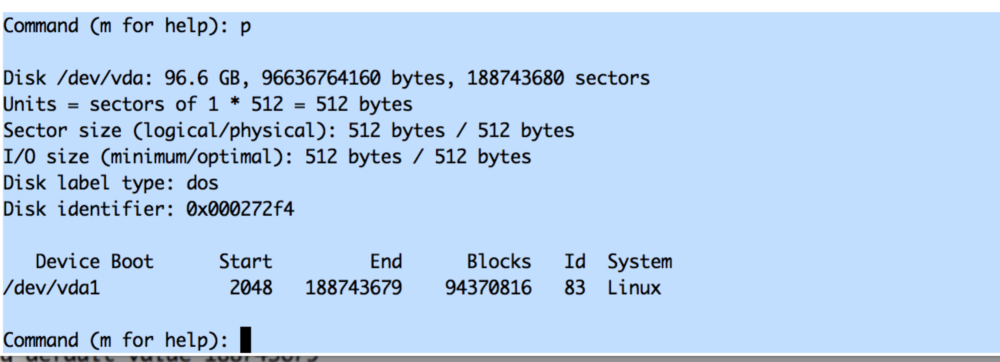 Command (m for help): p
Disk /dev/vda: 96.6 GB, 96636764160 bytes, 188743680 sectors
Units = sectors of 1 * 512 = 512 bytes
Sector size (logical/physical): 512 bytes / 512 bytes
I/O size (minimum/optimal): 512 bytes / 512 bytes
Disk label type: dos
Disk identifier: 0x000272f4
Device Boot Start End Blocks Id System
/dev/vda1 2048 188743679 94370816 83 Linux
Command (m for help):
default value 188743679